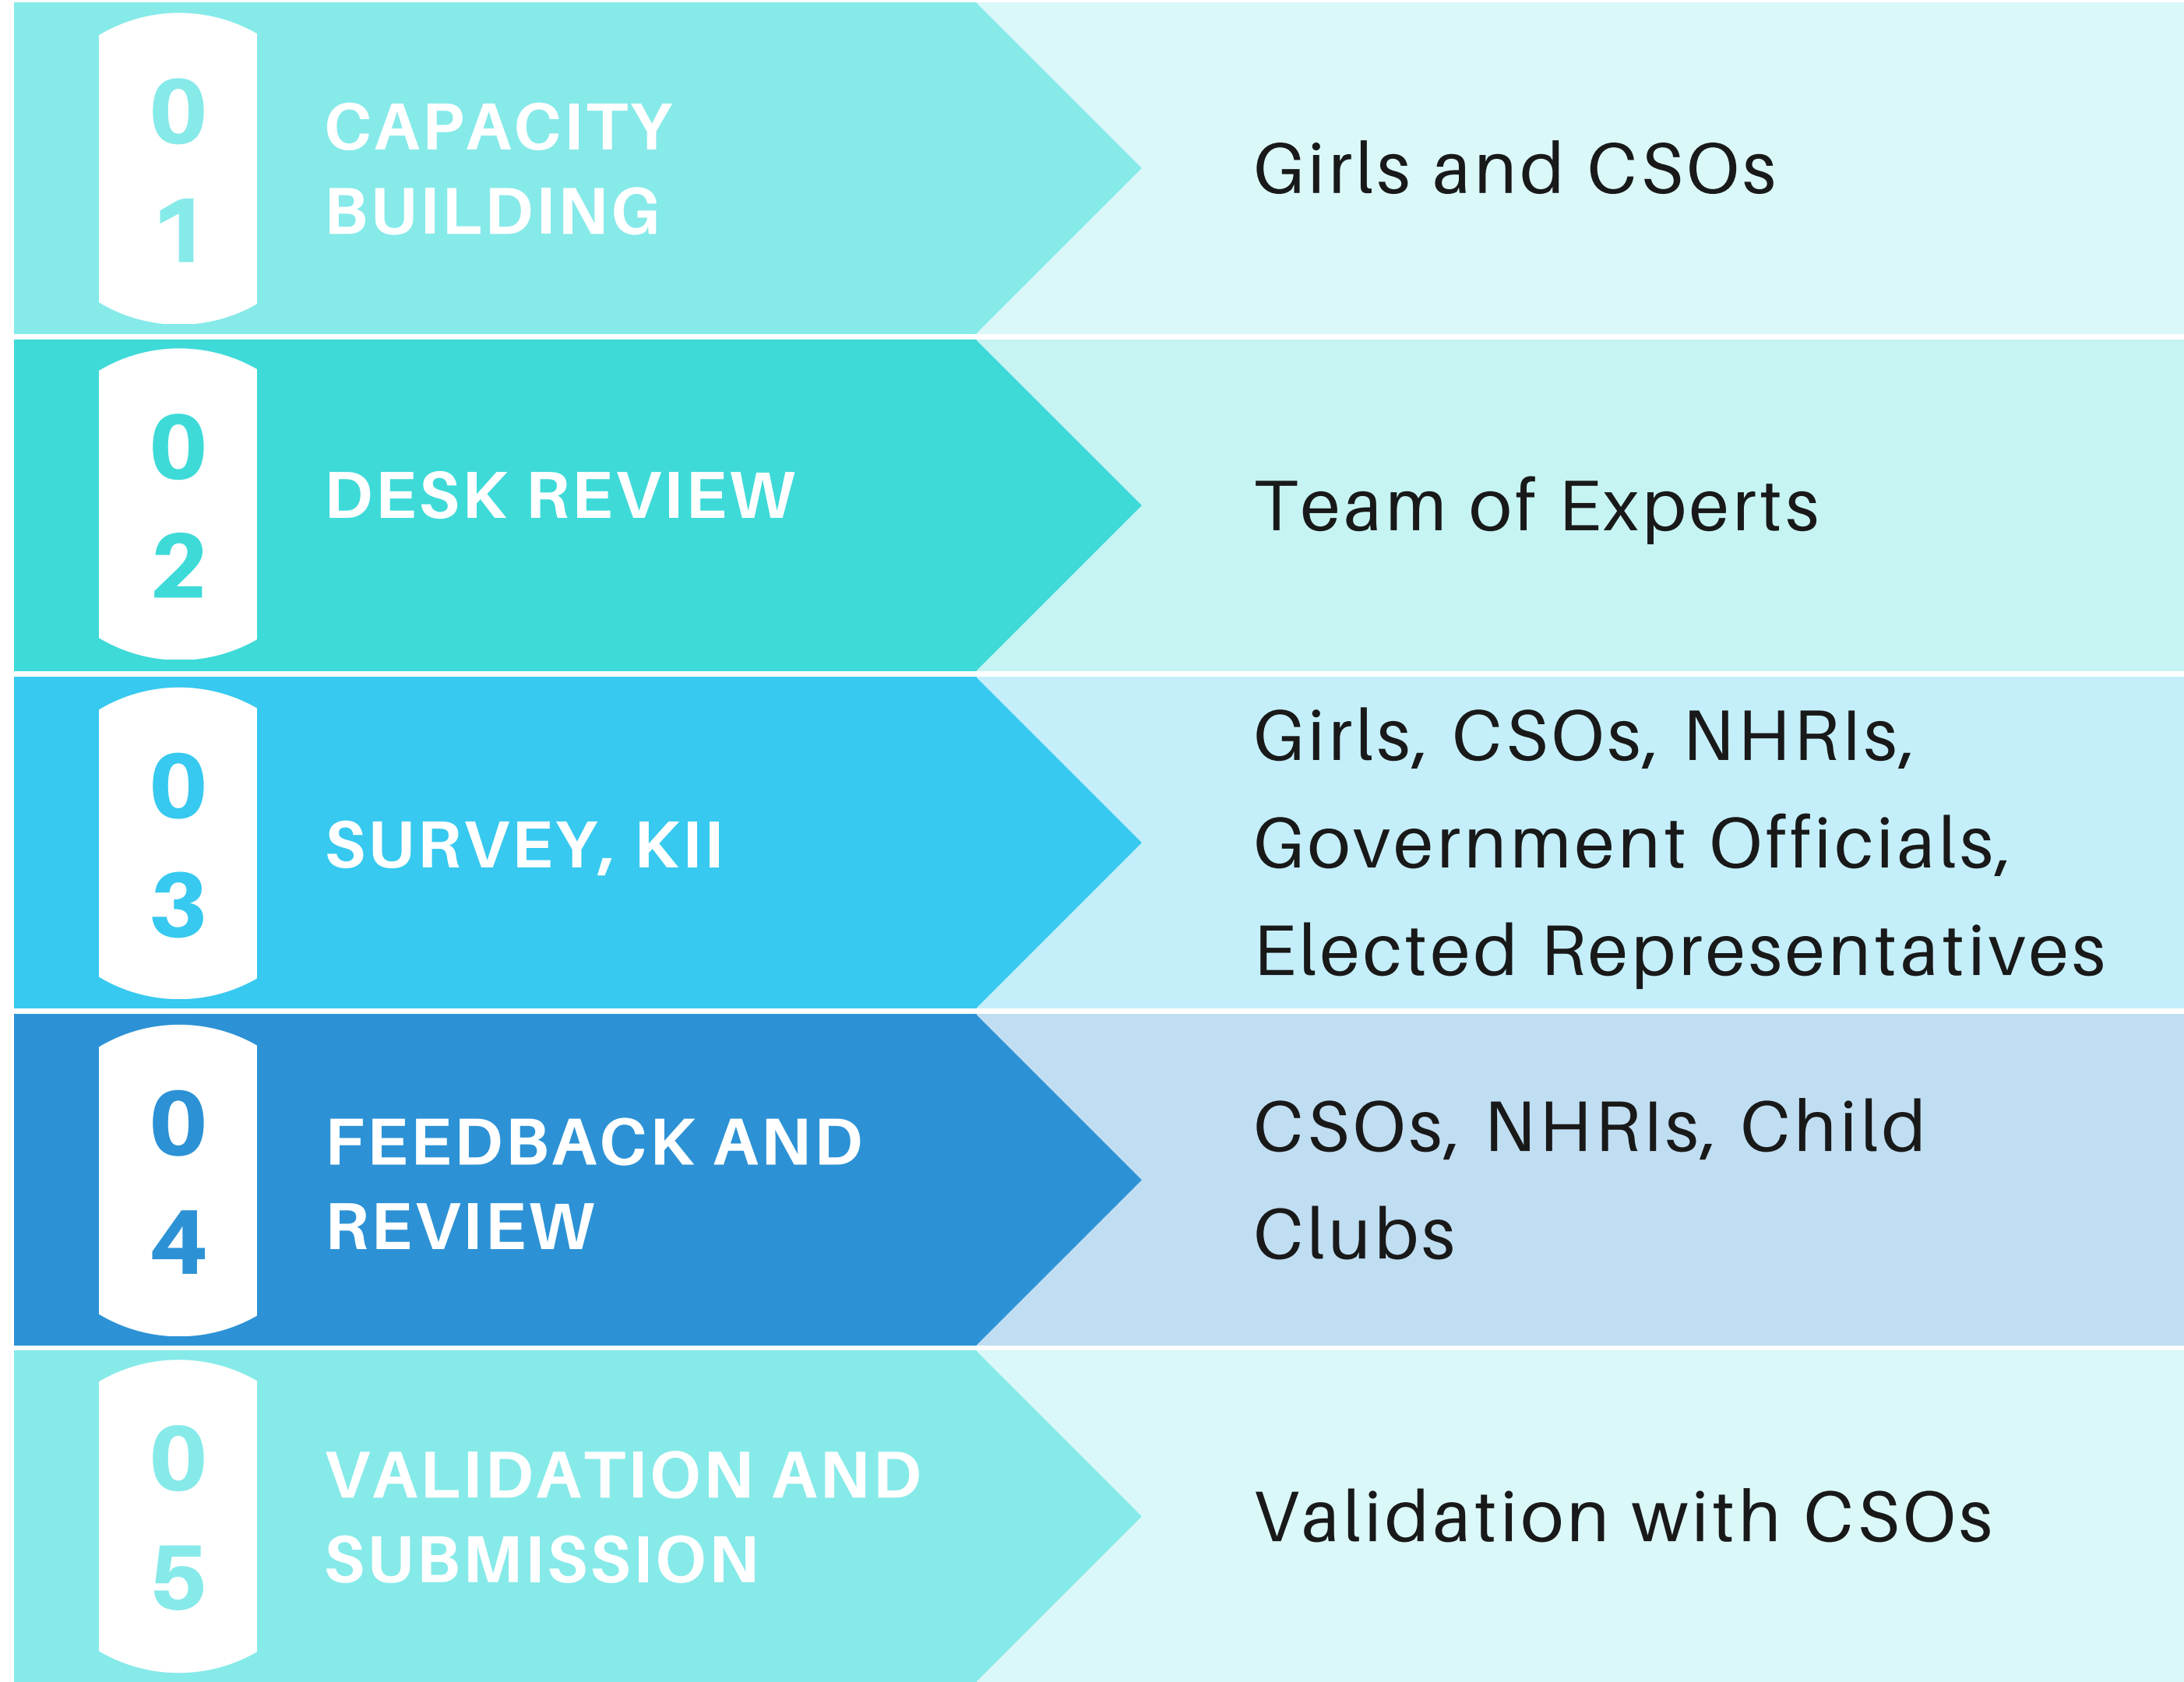 0
1
CAPACITY
BUILDING
Girls and CSOs
0
2
DESK REVIEW
Team of Experts
0
3
SURVEY, KII
Girls, CSOs, NHRIs,
Government Officials,
Elected Representatives
0
4
FEEDBACK AND
REVIEW
CSOs, NHRIs, Child
Clubs
0
5
VALIDATION AND
SUBMISSION
Validation with CSOs